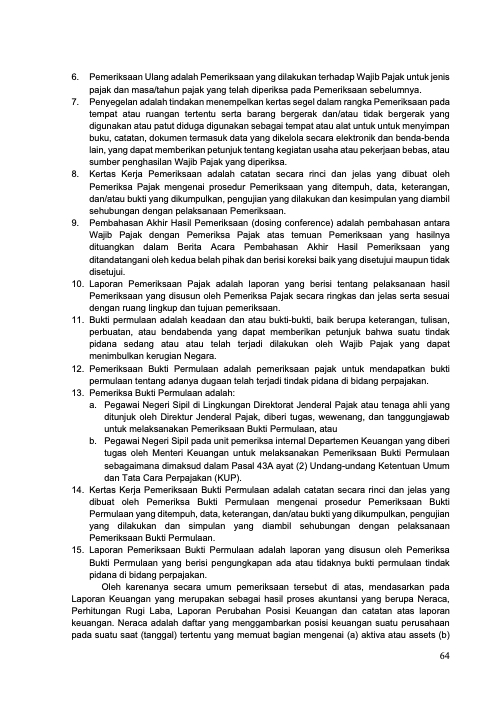 6. Pemeriksaan Ulang adalah Pemeriksaan yang dilakukan terhadap Wajib Pajak untuk jenis
pajak dan masa/tahun pajak yang telah diperiksa pada Pemeriksaan sebelumnya.
7. Penyegelan adalah tindakan menempelkan kertas segel dalam rangka Pemeriksaan pada
tempat atau ruangan tertentu serta barang bergerak dan/atau tidak bergerak yang
digunakan atau patut diduga digunakan sebagai tempat atau alat untuk untuk menyimpan
buku, catatan, dokumen termasuk data yang dikelola secara elektronik dan benda-benda
lain, yang dapat memberikan petunjuk tentang kegiatan usaha atau pekerjaan bebas, atau
sumber penghasilan Wajib Pajak yang diperiksa.
8. Kertas Kerja Pemeriksaan adalah catatan secara rinci dan jelas yang dibuat oleh
Pemeriksa Pajak mengenai prosedur Pemeriksaan yang ditempuh, data, keterangan,
dan/atau bukti yang dikumpulkan, pengujian yang dilakukan dan kesimpulan yang diambil
sehubungan dengan pelaksanaan Pemeriksaan.
9. Pembahasan Akhir Hasil Pemeriksaan (dosing conference) adalah pembahasan antara
Wajib Pajak dengan Pemeriksa Pajak atas temuan Pemeriksaan yang hasilnya
dituangkan dalam Berita Acara Pembahasan Akhir Hasil Pemeriksaan yang
ditandatangani oleh kedua belah pihak dan berisi koreksi baik yang disetujui maupun tidak
disetujui.
10. Laporan Pemeriksaan Pajak adalah laporan yang berisi tentang pelaksanaan hasil
Pemeriksaan yang disusun oleh Pemeriksa Pajak secara ringkas dan jelas serta sesuai
dengan ruang lingkup dan tujuan pemeriksaan.
11. Bukti permulaan adalah keadaan dan atau bukti-bukti, baik berupa keterangan, tulisan,
perbuatan, atau bendabenda yang dapat memberikan petunjuk bahwa suatu tindak
pidana sedang atau atau telah terjadi dilakukan oleh Wajib Pajak yang dapat
menimbulkan kerugian Negara.
12. Pemeriksaan Bukti Permulaan adalah pemeriksaan pajak untuk mendapatkan bukti
permulaan tentang adanya dugaan telah terjadi tindak pidana di bidang perpajakan.
13. Pemeriksa Bukti Permulaan adalah:
a. Pegawai Negeri Sipil di Lingkungan Direktorat Jenderal Pajak atau tenaga ahli yang
ditunjuk oleh Direktur Jenderal Pajak, diberi tugas, wewenang, dan tanggungjawab
untuk melaksanakan Pemeriksaan Bukti Permulaan, atau
b. Pegawai Negeri Sipil pada unit pemeriksa internal Departemen Keuangan yang diberi
tugas oleh Menteri Keuangan untuk melaksanakan Pemeriksaan Bukti Permulaan
sebagaimana dimaksud dalam Pasal 43A ayat (2) Undang-undang Ketentuan Umum
dan Tata Cara Perpajakan (KUP).
14. Kertas Kerja Pemeriksaan Bukti Permulaan adalah catatan secara rinci dan jelas yang
dibuat oleh Pemeriksa Bukti Permulaan mengenai prosedur Pemeriksaan Bukti
Permulaan yang ditempuh, data, keterangan, dan/atau bukti yang dikumpulkan, pengujian
yang dilakukan dan simpulan yang diambil sehubungan dengan pelaksanaan
Pemeriksaan Bukti Permulaan.
15. Laporan Pemeriksaan Bukti Permulaan adalah laporan yang disusun oleh Pemeriksa
Bukti Permulaan yang berisi pengungkapan ada atau tidaknya bukti permulaan tindak
pidana di bidang perpajakan.
Oleh karenanya secara umum pemeriksaan tersebut di atas, mendasarkan pada
Laporan Keuangan yang merupakan sebagai hasil proses akuntansi yang berupa Neraca,
Perhitungan Rugi Laba, Laporan Perubahan Posisi Keuangan dan catatan atas laporan
keuangan. Neraca adalah daftar yang menggambarkan posisi keuangan suatu perusahaan
pada suatu saat (tanggal) tertentu yang memuat bagian mengenai (a) aktiva atau assets (b)
64